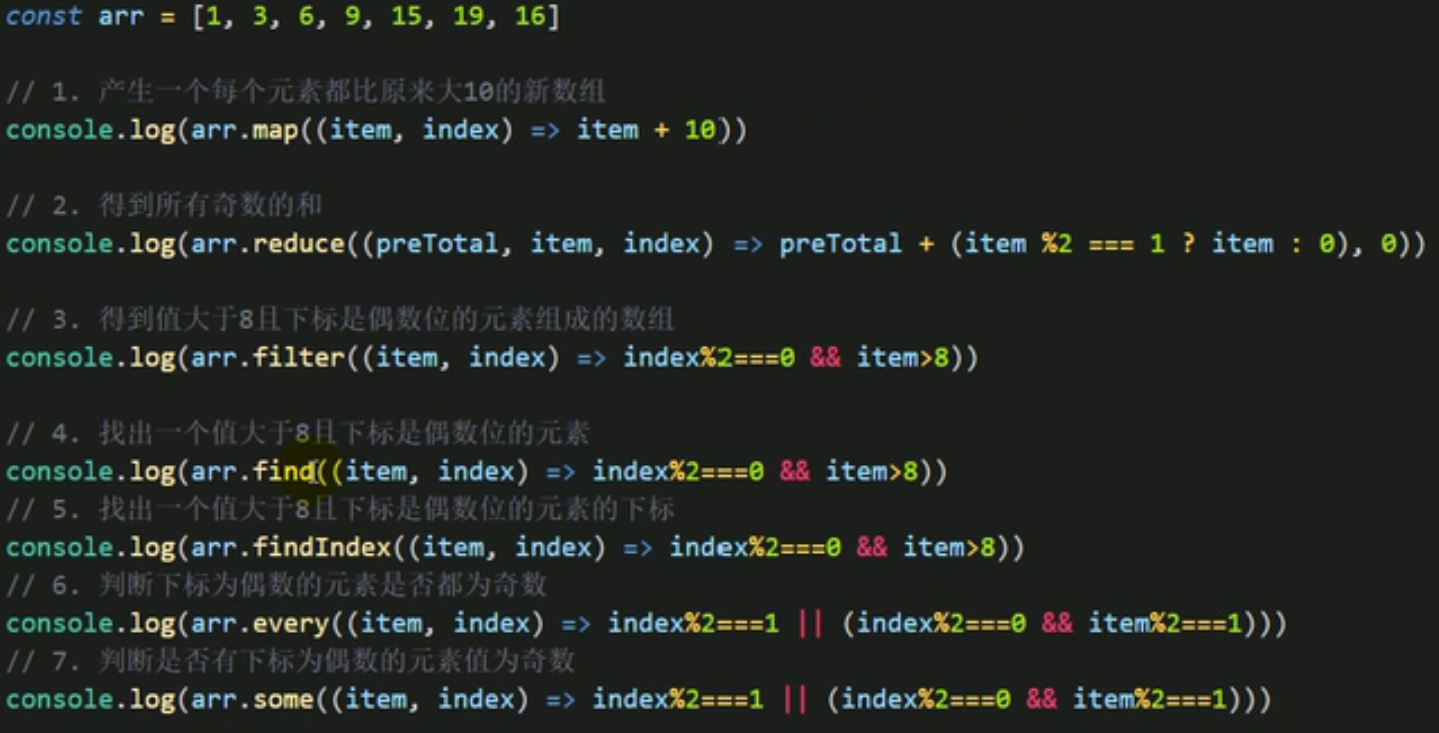 const arr = [1, 3, 6, 9, 15, 19, 16]
// 1. 产生一个每个元素都比原来大10的新数组
console.log(arr.map((item, index) => item + 10))
// 2. 得到所有奇数的和
console.log(arr.reduce((preTotal, item, index) => preTotal + (item %2 === 1 ? item : 0), 0))
// 3. 得到值大于8且下标是偶数位的元素组成的数组
console.log(arr.filter((item, index) => index%2===0 && item>8))
// 4. 找出一个值大于8且下标是偶数位的元素
console.log(arr.find((item, index) => index%2===0 && item>8))
// 5. 找出一个值大于8且下标是偶数位的元素的下标
console.log(arr.findIndex((item, index) => index%2===0 && item>8))
// 6. 判断下标为偶数的元素是否都为奇数
console.log(arr.every((item, index) => index%2===1 || (index%2===0 && item%2===1)))
// 7. 判断是否有下标为偶数的元素值为奇数
console.log(arr.some((item, index) => index%2===1 || (index%2===0 && item%2===1)))